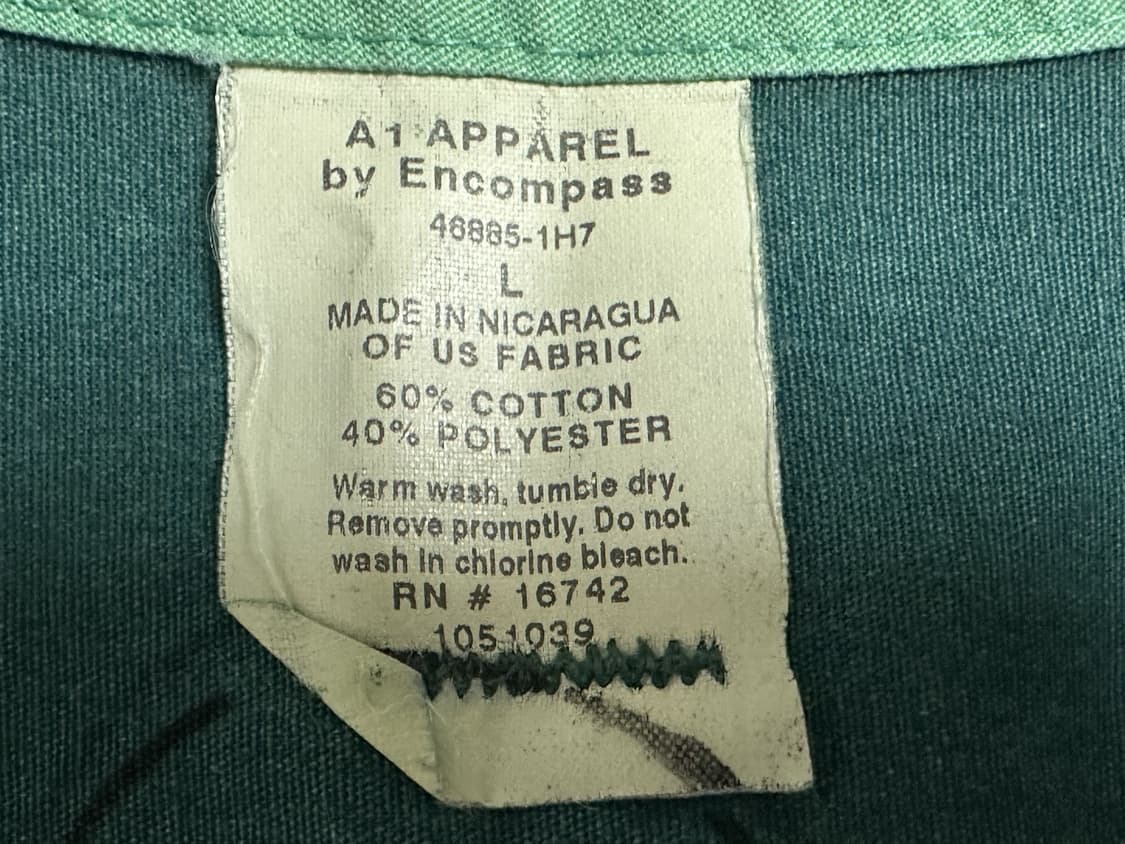 A1 APPAREL
by Encompass
46885-1H7
L
MADE IN NICARAGUA
OF US FABRIC
60% COTTON
40% POLYESTER
Warm wash, tumble dry.
Remove promptly. Do not
wash in chlorine bleach.
RN # 16742
1051039